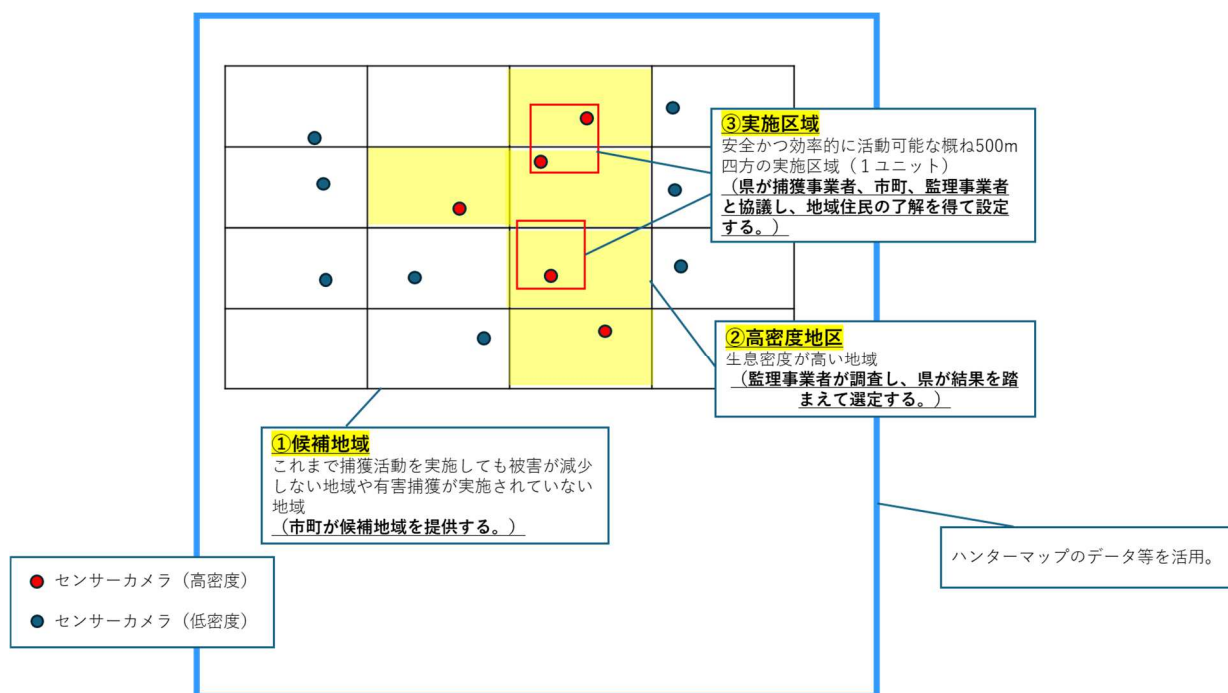 ③実施区域
安全かつ効率的に活動可能な概ね500m
四方の実施区域（１ユニット）
（県が捕獲事業者、市町、監理事業者
と協議し、地域住民の了解を得て設定
する。）
②高密度地区
生息密度が高い地域
（監理事業者が調査し、県が結果を踏
まえて選定する。）
①候補地域
これまで捕獲活動を実施しても被害が減少
しない地域や有害捕獲が実施されていない
地域
（市町が候補地域を提供する。）
ハンターマップのデータ等を活用。
センサーカメラ（高密度）
センサーカメラ（低密度）